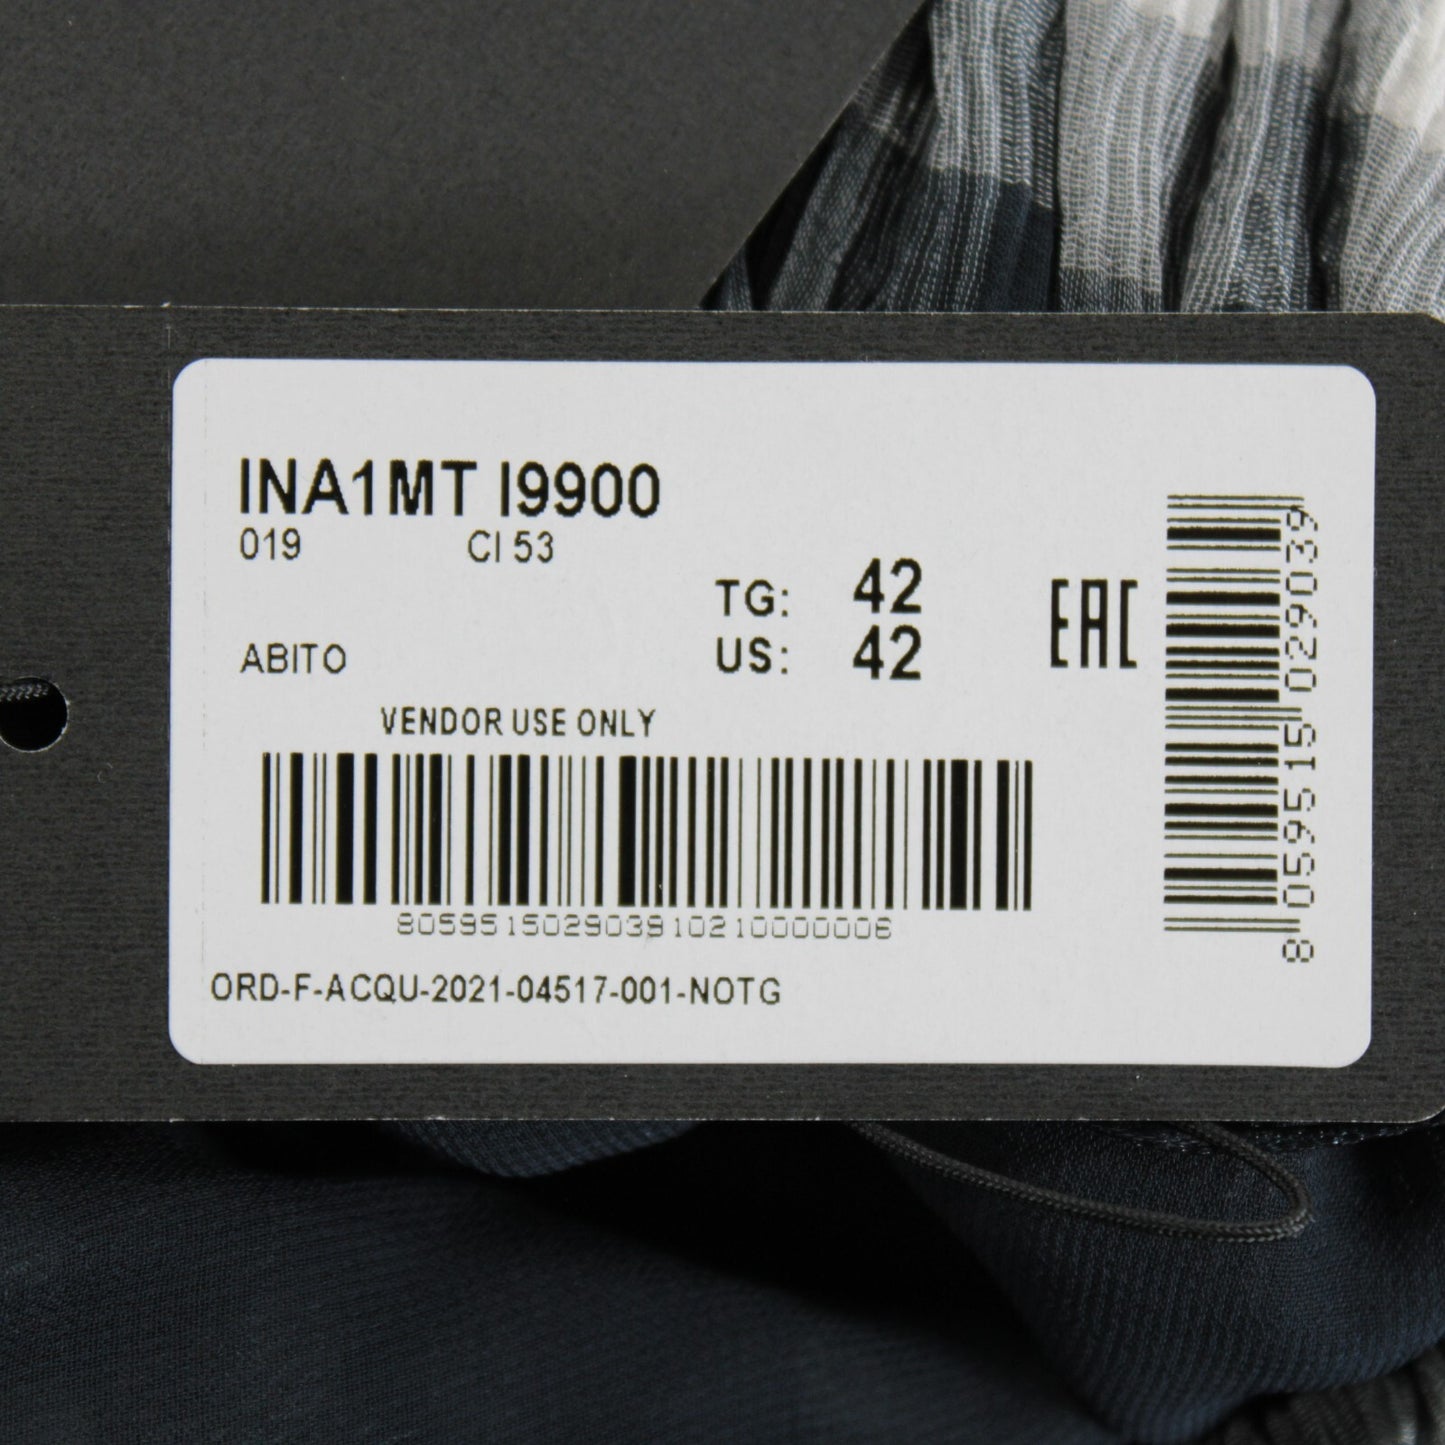 INA1MT I9900
019 CI 53
TG: 42
US: 42
EAC
ABITO
VENDOR USE ONLY
805951502903910210000006
ORD-F-ACQU-2021-04517-001-NOTG
8 059515 029039